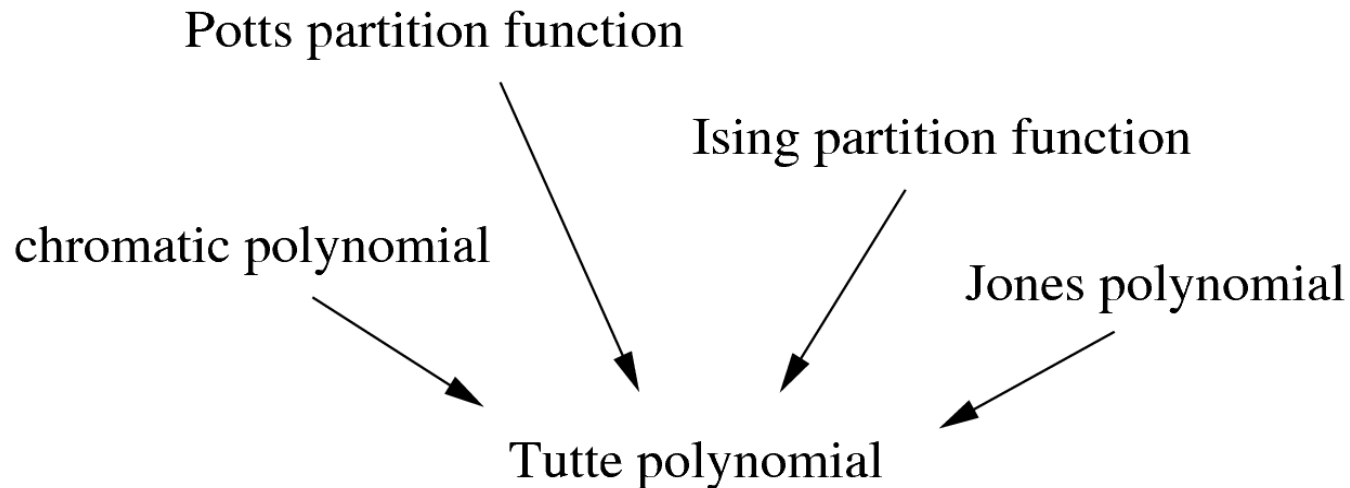 Potts partition function
Ising partition function
chromatic polynomial
Jones polynomial
Tutte polynomial